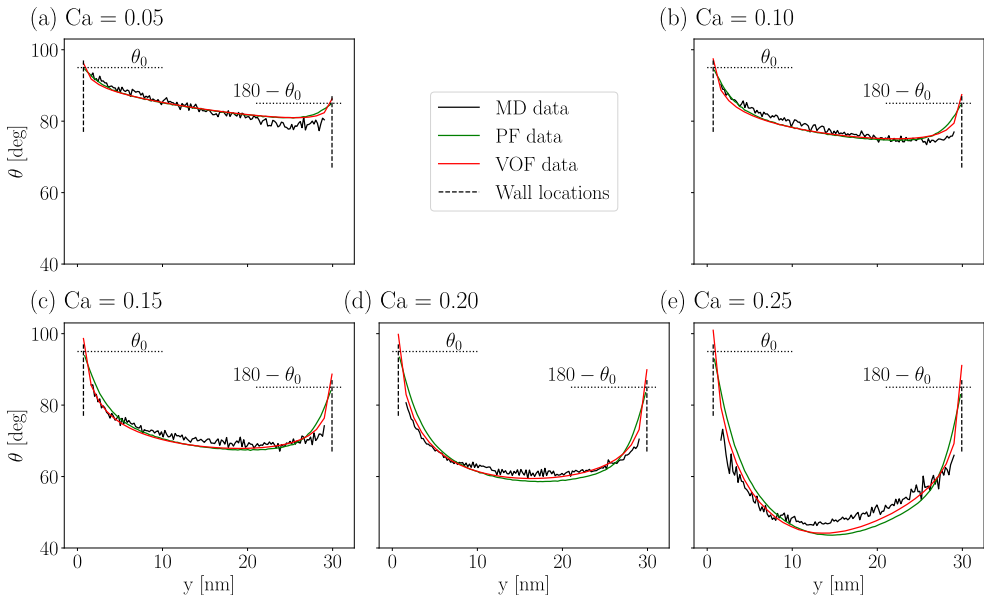 (a) Ca = 0.05
(b) Ca = 0.10
100
80
60
40
θ [deg]
θ₀
180 − θ₀
MD data
PF data
VOF data
Wall locations
θ₀
180 − θ₀
(c) Ca = 0.15
(d) Ca = 0.20
(e) Ca = 0.25
100
80
60
40
θ [deg]
θ₀
180 − θ₀
θ₀
180 − θ₀
θ₀
180 − θ₀
0
10
20
30
0
10
20
30
0
10
20
30
y [nm]
y [nm]
y [nm]